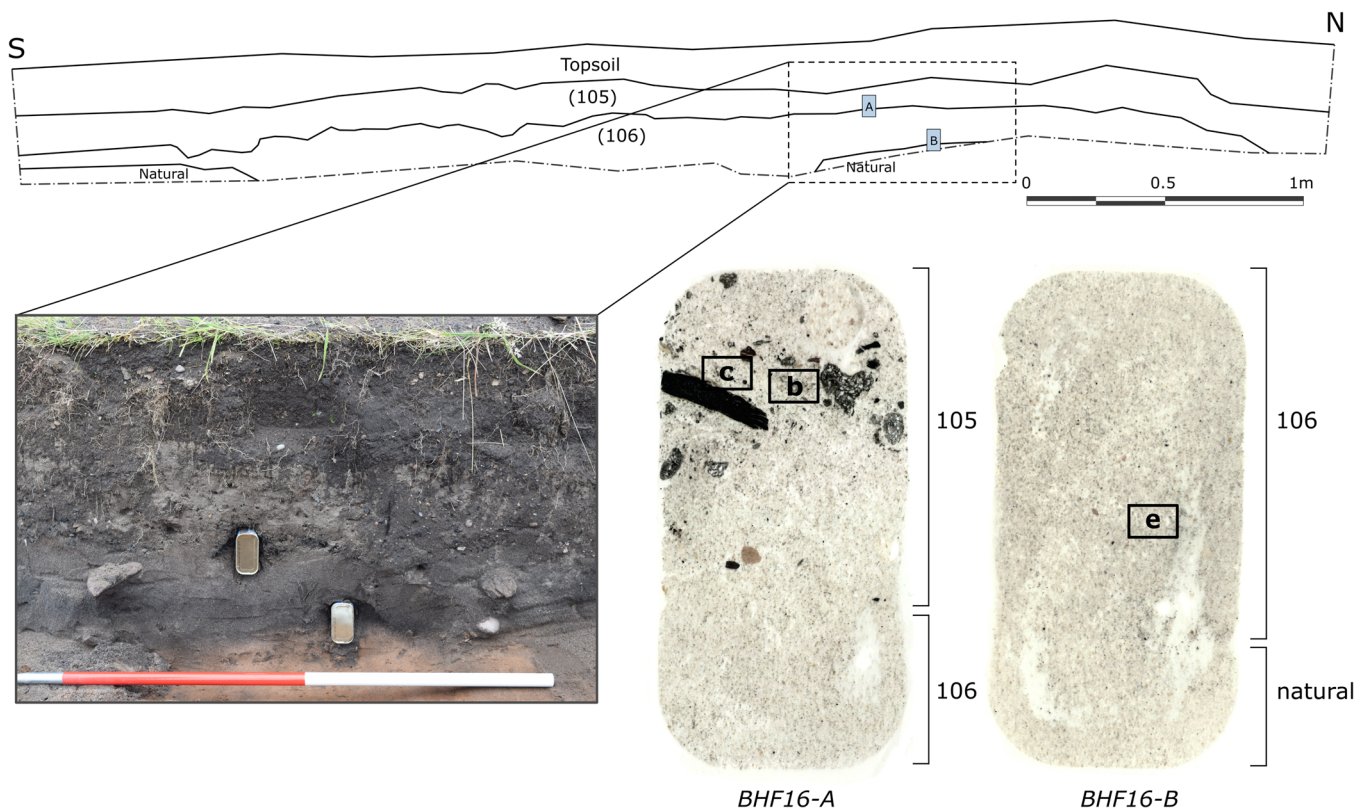 S
N
Topsoil
(105)
A
(106)
B
Natural
Natural
0 0.5 1m
c
b
105
106
e
106
natural
BHF16-A
BHF16-B